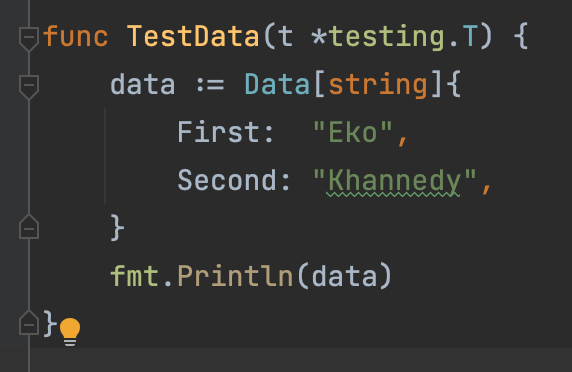 func TestData(t *testing.T) {
    data := Data[string]{
        First:  "Eko",
        Second: "Khannedy",
    }
    fmt.Println(data)
}